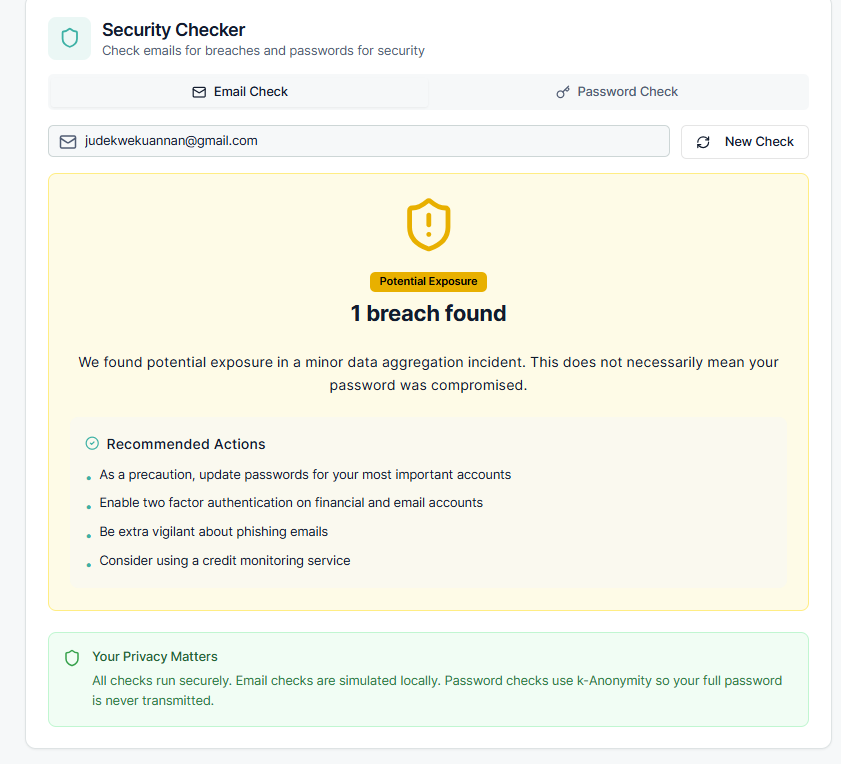 Security Checker
Check emails for breaches and passwords for security
Email Check
Password Check
judekwekuannan@gmail.com
New Check
Potential Exposure
1 breach found
We found potential exposure in a minor data aggregation incident. This does not necessarily mean your
password was compromised.
Recommended Actions
As a precaution, update passwords for your most important accounts
Enable two factor authentication on financial and email accounts
Be extra vigilant about phishing emails
Consider using a credit monitoring service
Your Privacy Matters
All checks run securely. Email checks are simulated locally. Password checks use k-Anonymity so your full password
is never transmitted.